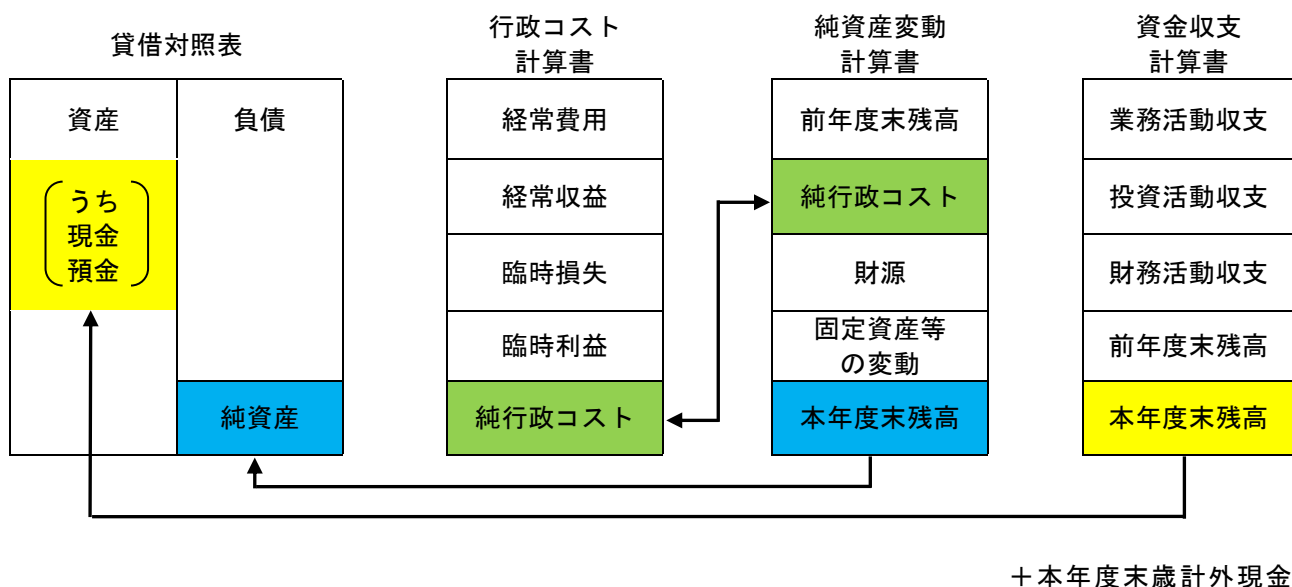 貸借対照表
資産
負債
うち
現金
預金
純資産
行政コスト
計算書
経常費用
経常収益
臨時損失
臨時利益
純行政コスト
純資産変動
計算書
前年度末残高
純行政コスト
財源
固定資産等
の変動
本年度末残高
資金収支
計算書
業務活動収支
投資活動収支
財務活動収支
前年度末残高
本年度末残高
＋本年度末歳計外現金